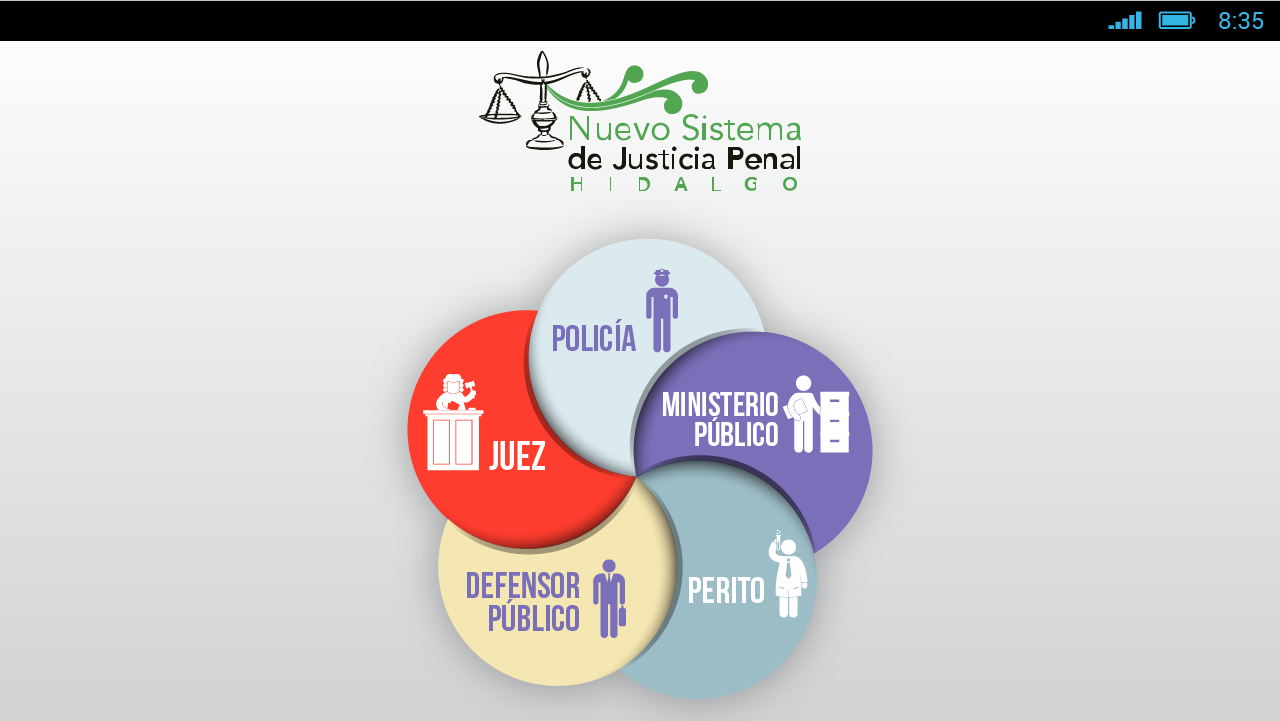 8:35
Nuevo Sistema
de Justicia Penal
HIDALGO
POLICÍA
MINISTERIO
PÚBLICO
JUEZ
DEFENSOR
PÚBLICO
PERITO